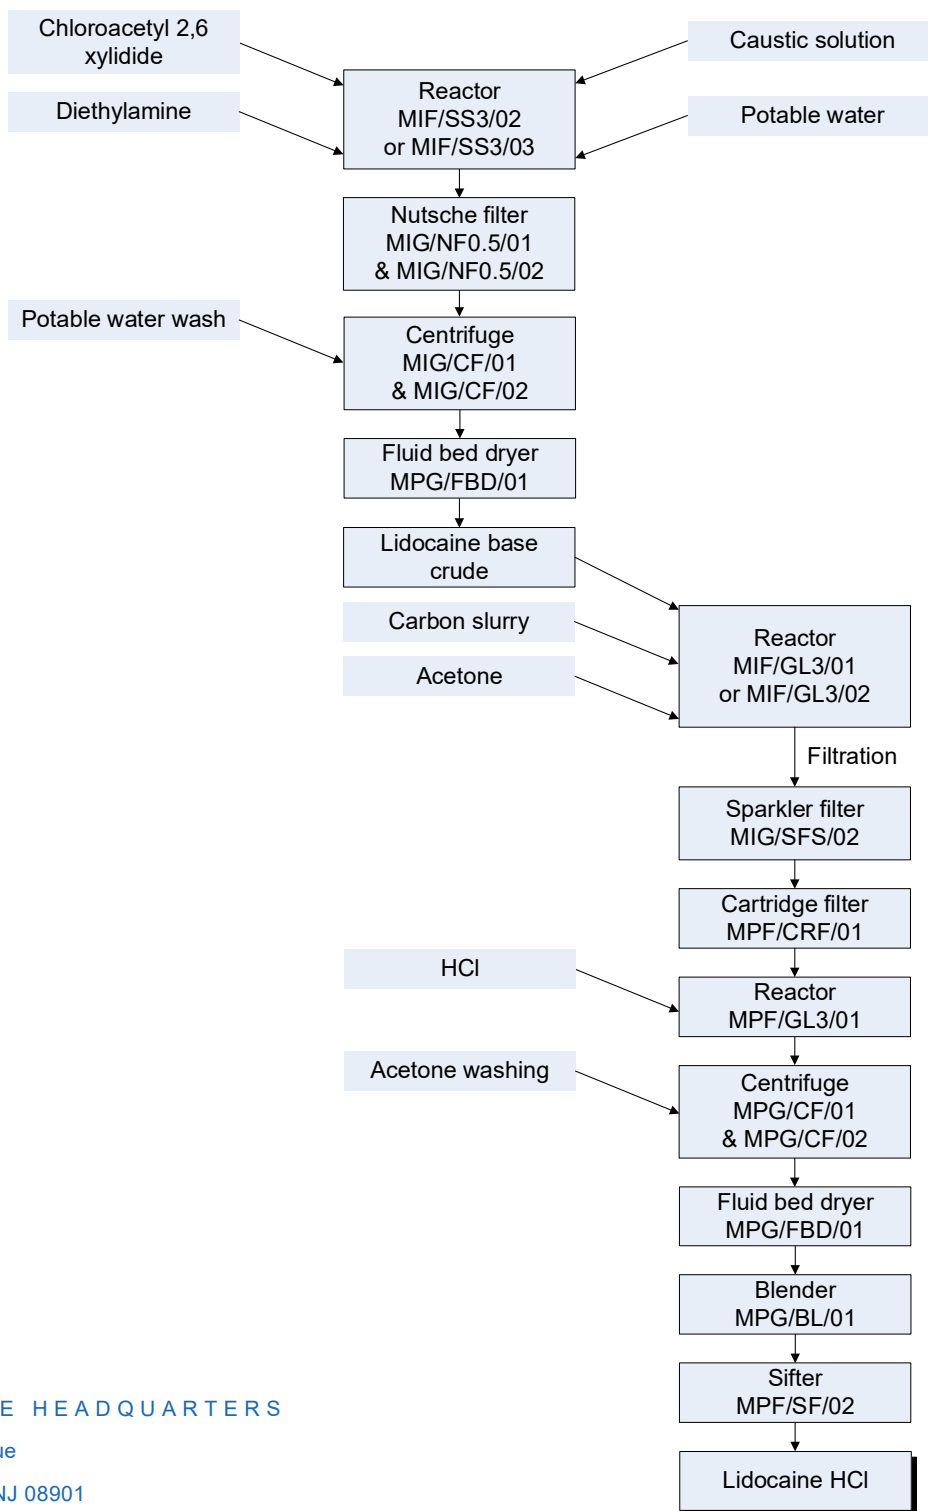 Chloroacetyl 2,6
xylidide
Caustic solution
Diethylamine
Potable water
Reactor
MIF/SS3/02
or MIF/SS3/03
Nutsche filter
MIG/NF0.5/01
& MIG/NF0.5/02
Potable water wash
Centrifuge
MIG/CF/01
& MIG/CF/02
Fluid bed dryer
MPG/FBD/01
Lidocaine base
crude
Carbon slurry
Acetone
Reactor
MIF/GL3/01
or MIF/GL3/02
Filtration
Sparkler filter
MIG/SFS/02
Cartridge filter
MPF/CRF/01
HCl
Reactor
MPF/GL3/01
Acetone washing
Centrifuge
MPG/CF/01
& MPG/CF/02
Fluid bed dryer
MPG/FBD/01
Blender
MPG/BL/01
Sifter
MPF/SF/02
Lidocaine HCl
E HEADQUARTERS
ue
NJ 08901